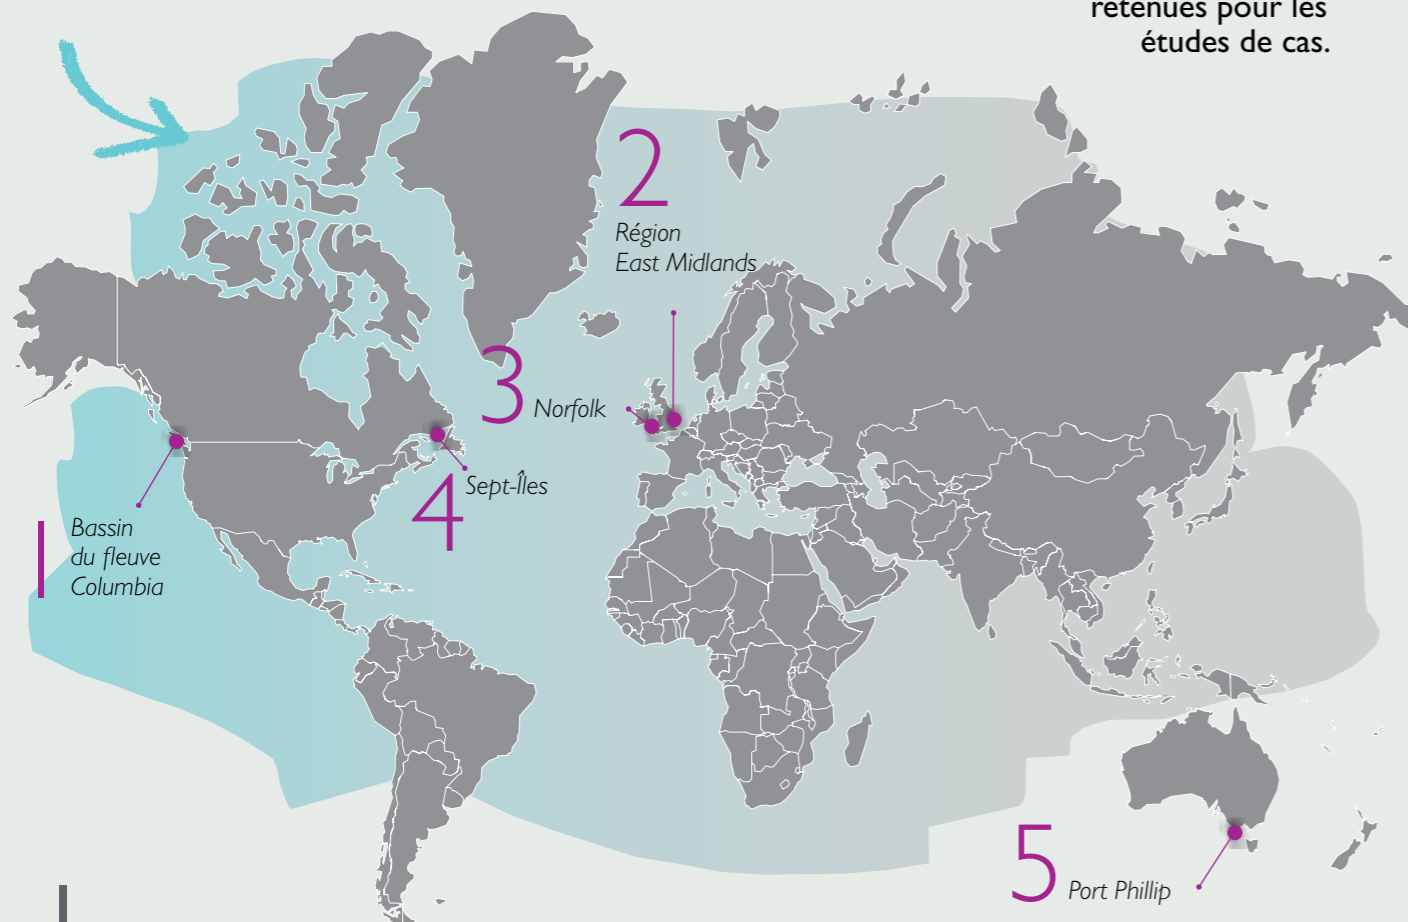 retenues pour les
études de cas.
2
Région
East Midlands
3 Norfolk
4 Sept-Îles
1
Bassin
du fleuve
Columbia
5 Port Phillip